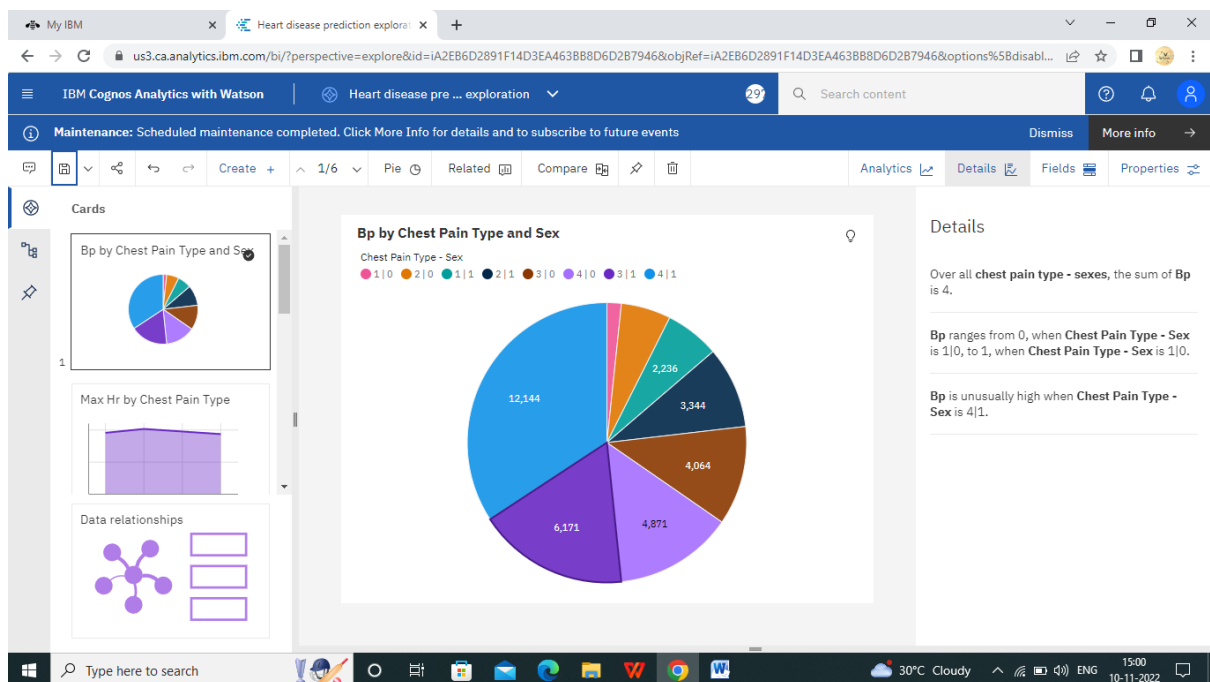 My IBM
Heart disease prediction explorat
us3.ca.analytics.ibm.com/bi/?perspective=explore&id=iA2EB6D2891F14D3EA463BB8D6D2B7946&objRef=iA2EB6D2891F14D3EA463BB8D6D2B7946&options%5Bdisabl...
IBM Cognos Analytics with Watson
Heart disease pre ... exploration
Search content
Maintenance: Scheduled maintenance completed. Click More Info for details and to subscribe to future events
Dismiss
More info
Create +
1/6
Pie
Related
Compare
Analytics
Details
Fields
Properties
Cards
Bp by Chest Pain Type and Sex
1
Max Hr by Chest Pain Type
Data relationships
Bp by Chest Pain Type and Sex
Chest Pain Type - Sex
1|0 2|0 1|1 2|1 3|0 4|0 3|1 4|1
2,236
3,344
4,064
4,871
6,171
12,144
Details
Over all chest pain type - sexes, the sum of Bp
is 4.
Bp ranges from 0, when Chest Pain Type - Sex
is 1|0, to 1, when Chest Pain Type - Sex is 1|0.
Bp is unusually high when Chest Pain Type -
Sex is 4|1.
Type here to search
30°C Cloudy
ENG
15:00
10-11-2022